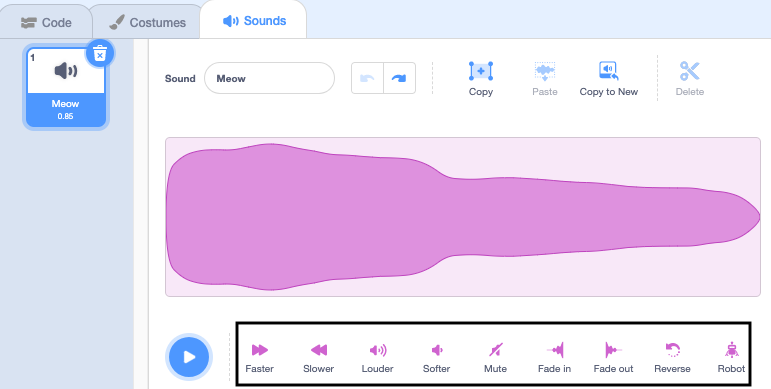 Code Costumes Sounds
1
Meow
0.85
Sound Meow
Copy Paste Copy to New Delete
Faster Slower Louder Softer Mute Fade in Fade out Reverse Robot